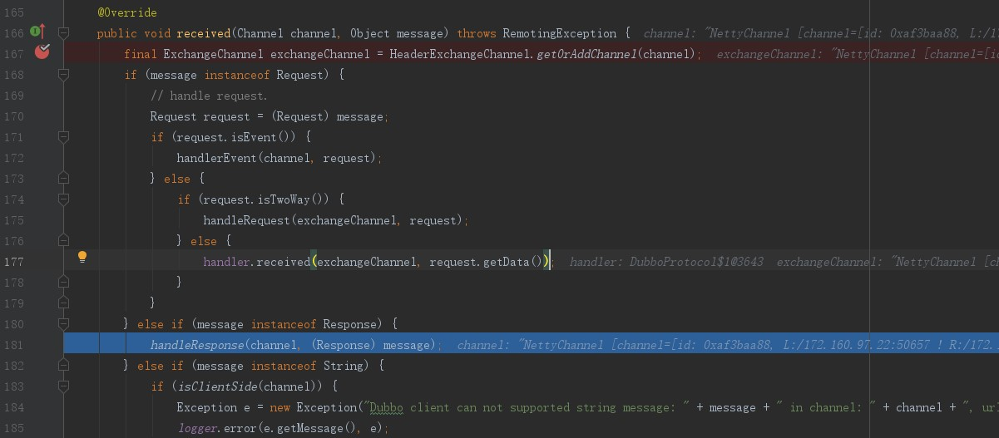 165 @Override
166 public void received(Channel channel, Object message) throws RemotingException { channel: "NettyChannel [channel=[id: 0xaf3baa88, L:/1
167 final ExchangeChannel exchangeChannel = HeaderExchangeChannel.getOrAddChannel(channel); exchangeChannel: "NettyChannel [channel=[id
168 if (message instanceof Request) {
169 // handle request.
170 Request request = (Request) message;
171 if (request.isEvent()) {
172 handlerEvent(channel, request);
173 } else {
174 if (request.isTwoWay()) {
175 handleRequest(exchangeChannel, request);
176 } else {
177 handler.received(exchangeChannel, request.getData()); handler: DubboProtocol$1@3643 exchangeChannel: "NettyChannel [ch
178 }
179 }
180 } else if (message instanceof Response) {
181 handleResponse(channel, (Response) message); channel: "NettyChannel [channel=[id: 0xaf3baa88, L:/172.160.97.22:50657 ! R:/172.
182 } else if (message instanceof String) {
183 if (isClientSide(channel)) {
184 Exception e = new Exception("Dubbo client can not supported string message: " + message + " in channel: " + channel + ", url
185 logger.error(e.getMessage(), e);